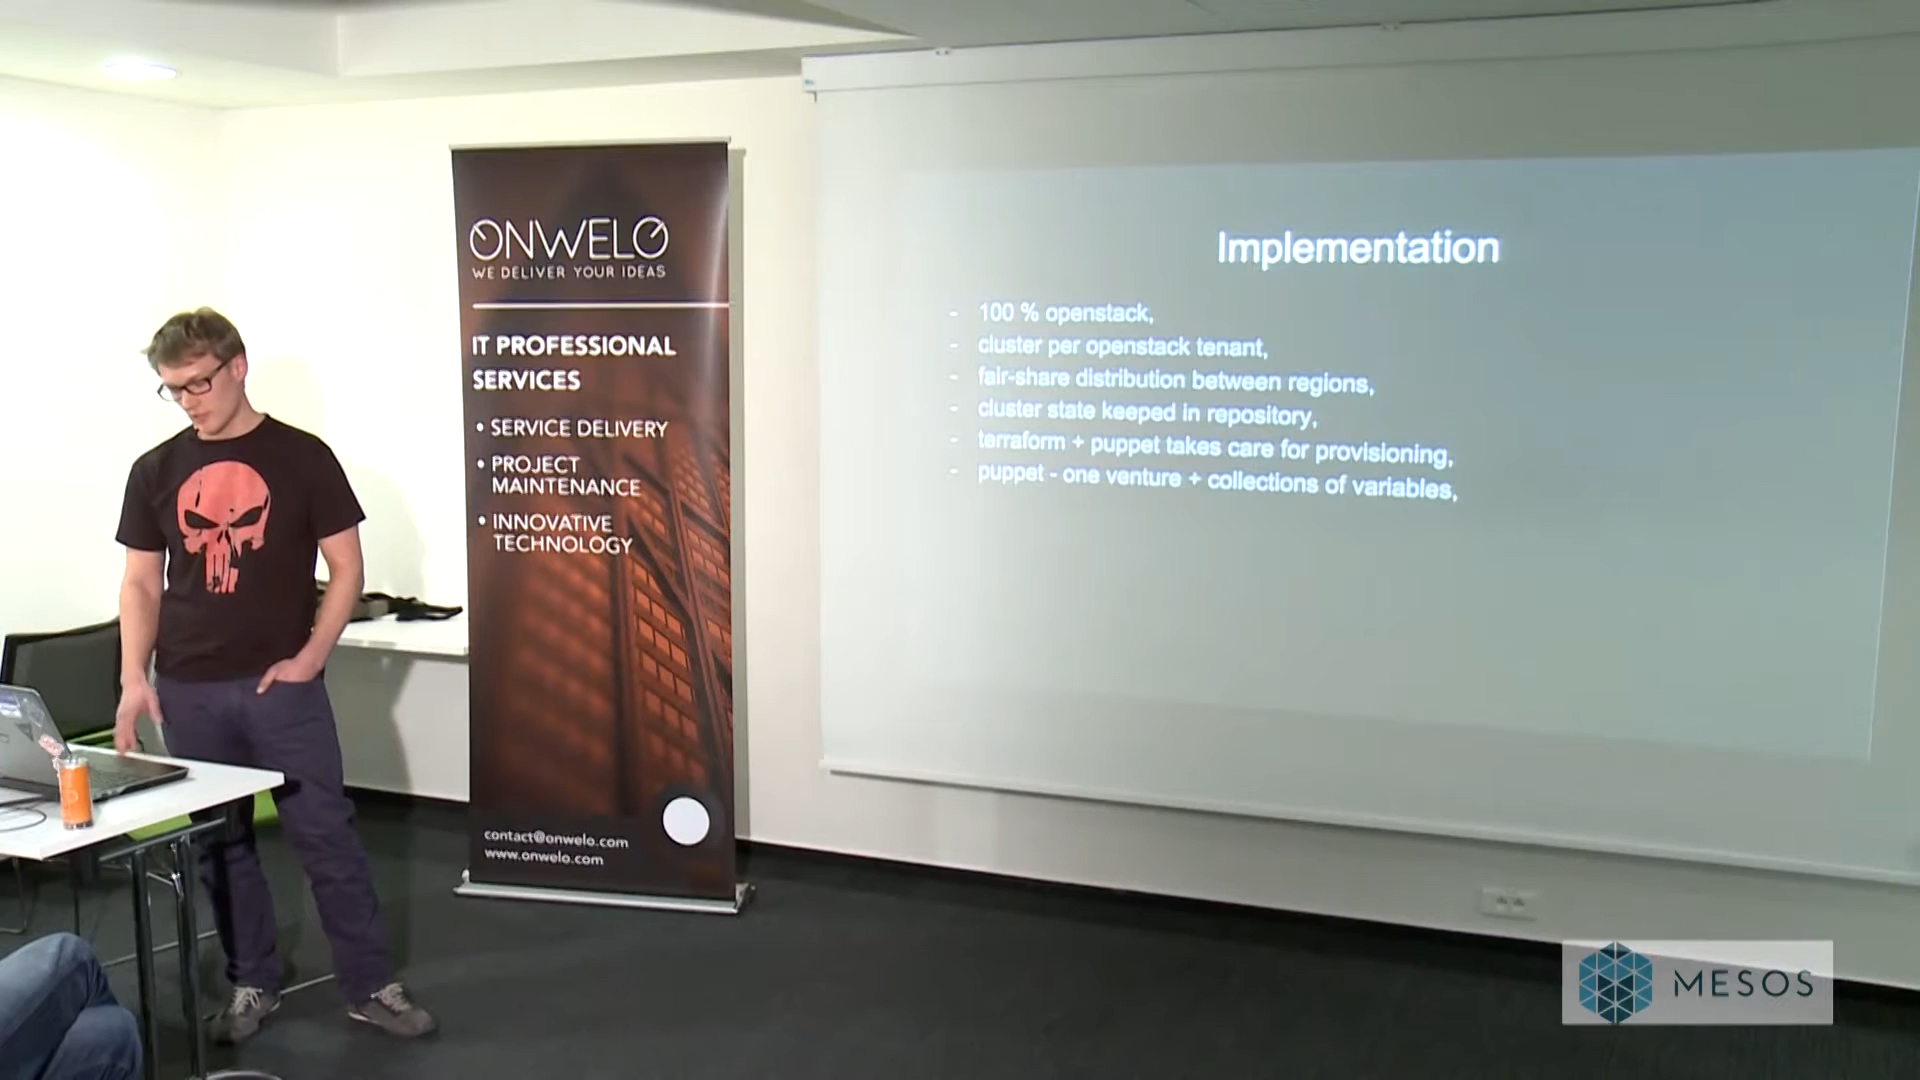 ONWELO
WE DELIVER YOUR IDEAS
IT PROFESSIONAL
SERVICES
• SERVICE DELIVERY
• PROJECT
MAINTENANCE
• INNOVATIVE
TECHNOLOGY
contact@onwelo.com
www.onwelo.com
Implementation
- 100 % openstack,
- cluster per openstack tenant,
- fair-share distribution between regions,
- cluster state keeped in repository,
- terraform + puppet takes care for provisioning,
- puppet - one venture + collections of variables,
MESOS